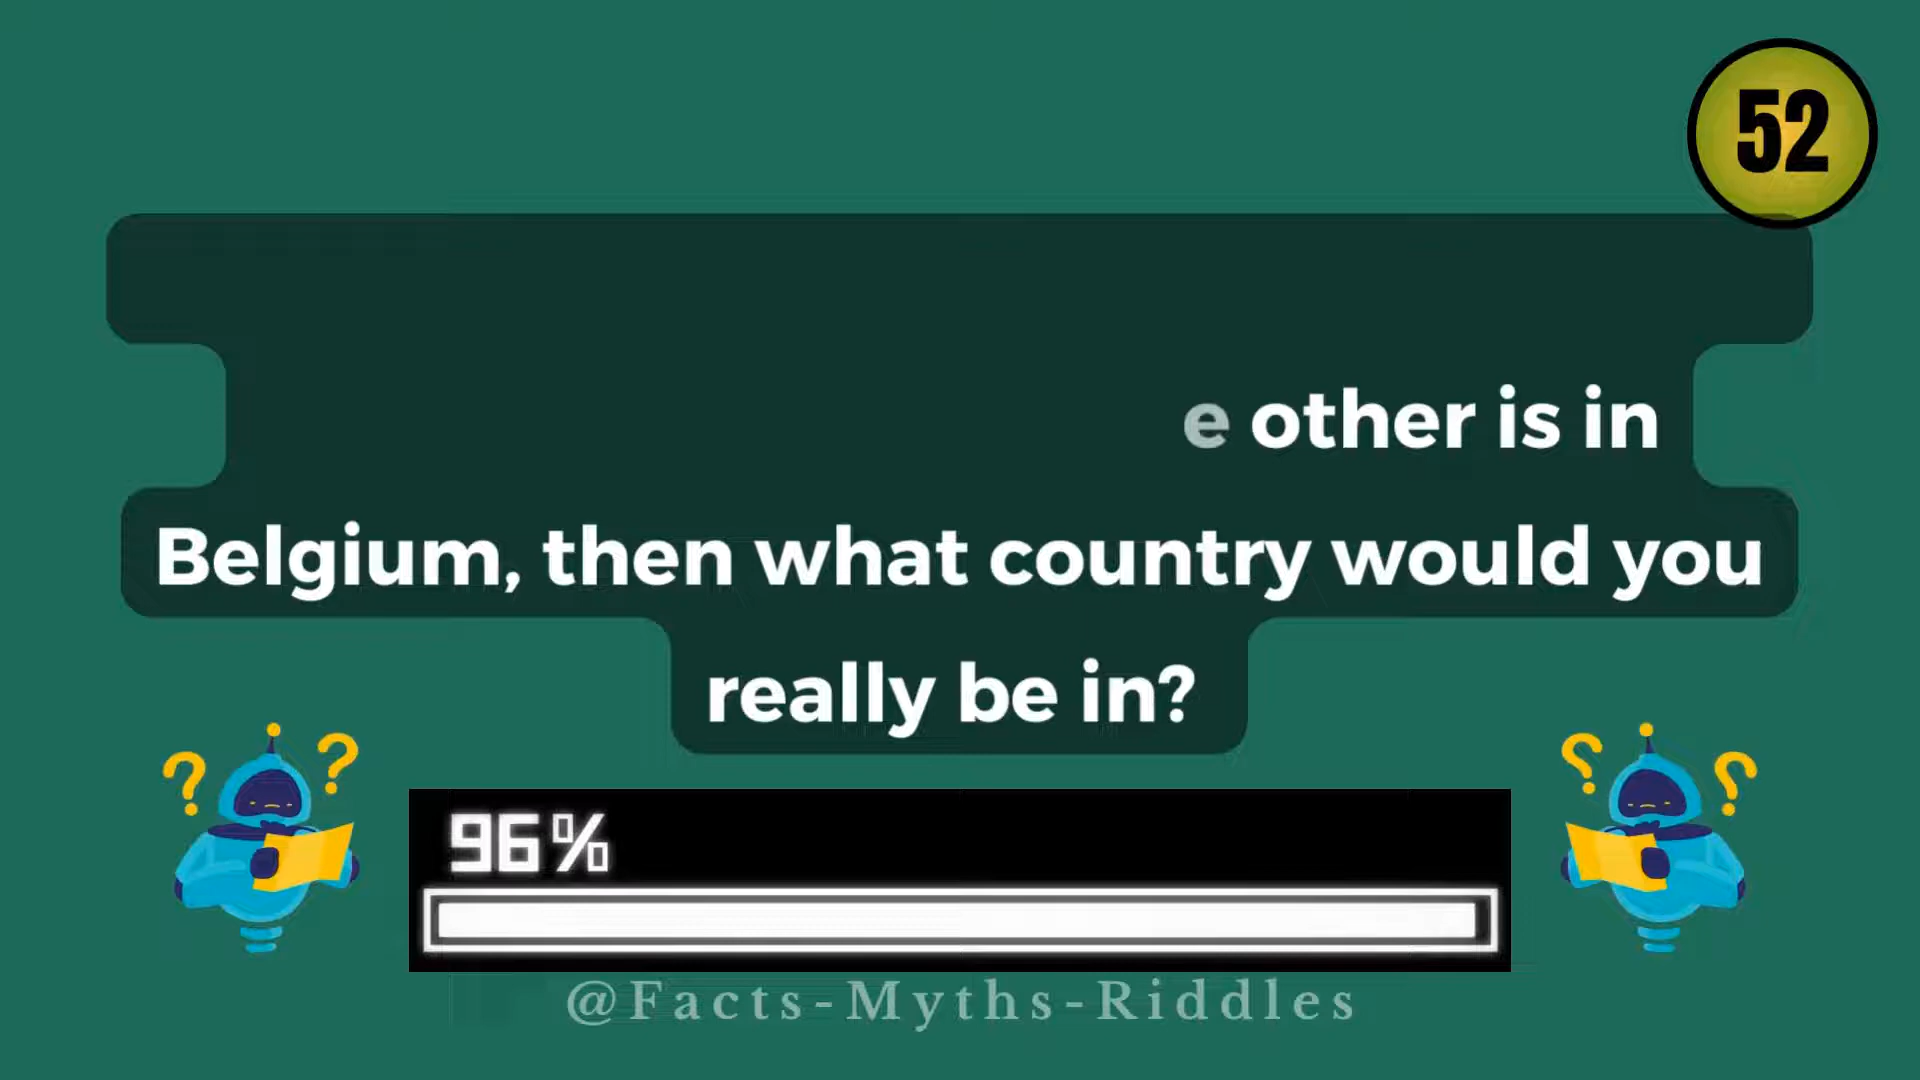 52
e other is in
Belgium, then what country would you
really be in?
96%
@Facts-Myths-Riddles